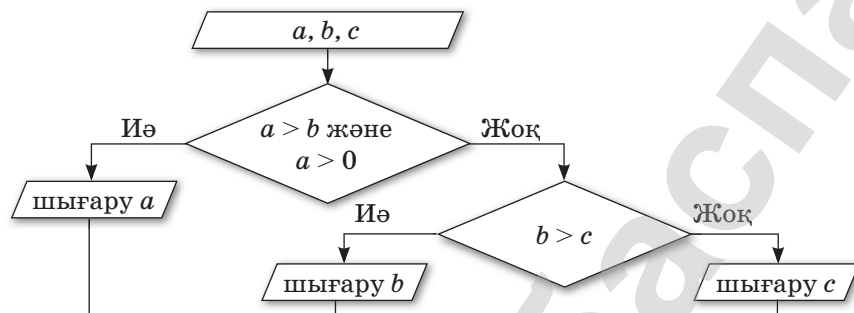 a, b, c
Иә
a > b және
a > 0
Жоқ
шығару a
Иә
b > c
Жоқ
шығару b
шығару c